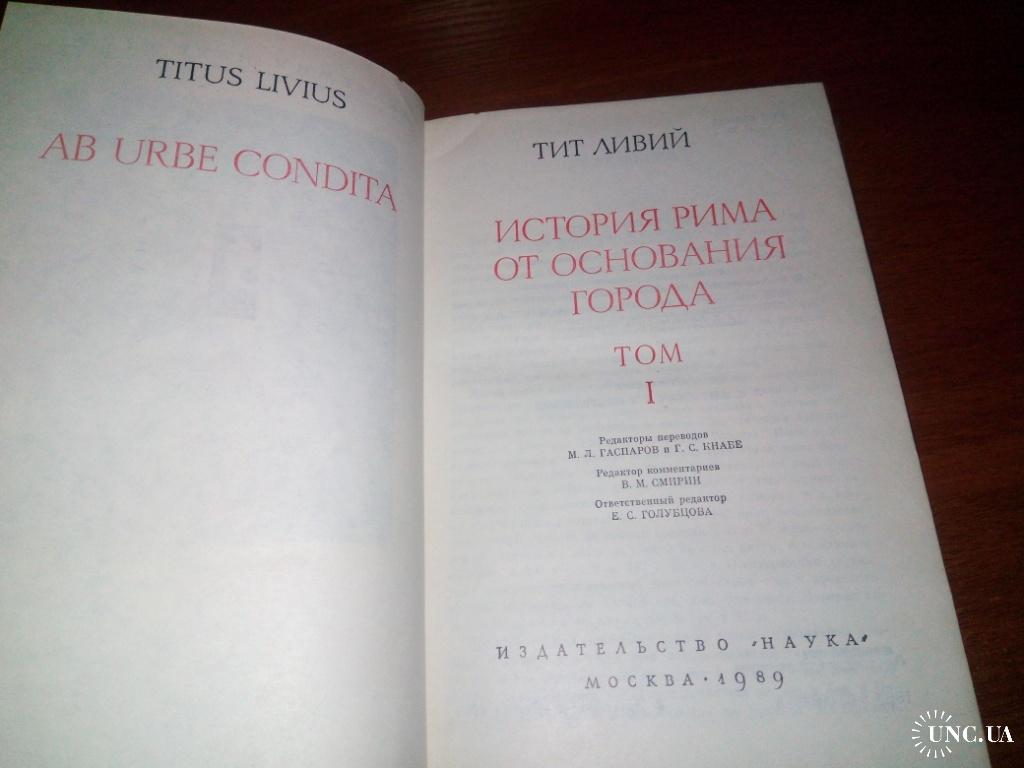 TITUS LIVIUS
AB URBE CONDITA
ТИТ ЛИВИЙ
ИСТОРИЯ РИМА
ОТ ОСНОВАНИЯ
ГОРОДА
ТОМ
I
Редакторы переводов
М. Л. ГАСПАРОВ и Г. С. КНАБЕ
Редактор комментариев
В. М. СМИРИН
Ответственный редактор
Е. С. ГОЛУБЦОВА
ИЗДАТЕЛЬСТВО "НАУКА"
МОСКВА · 1989
UNC.UA